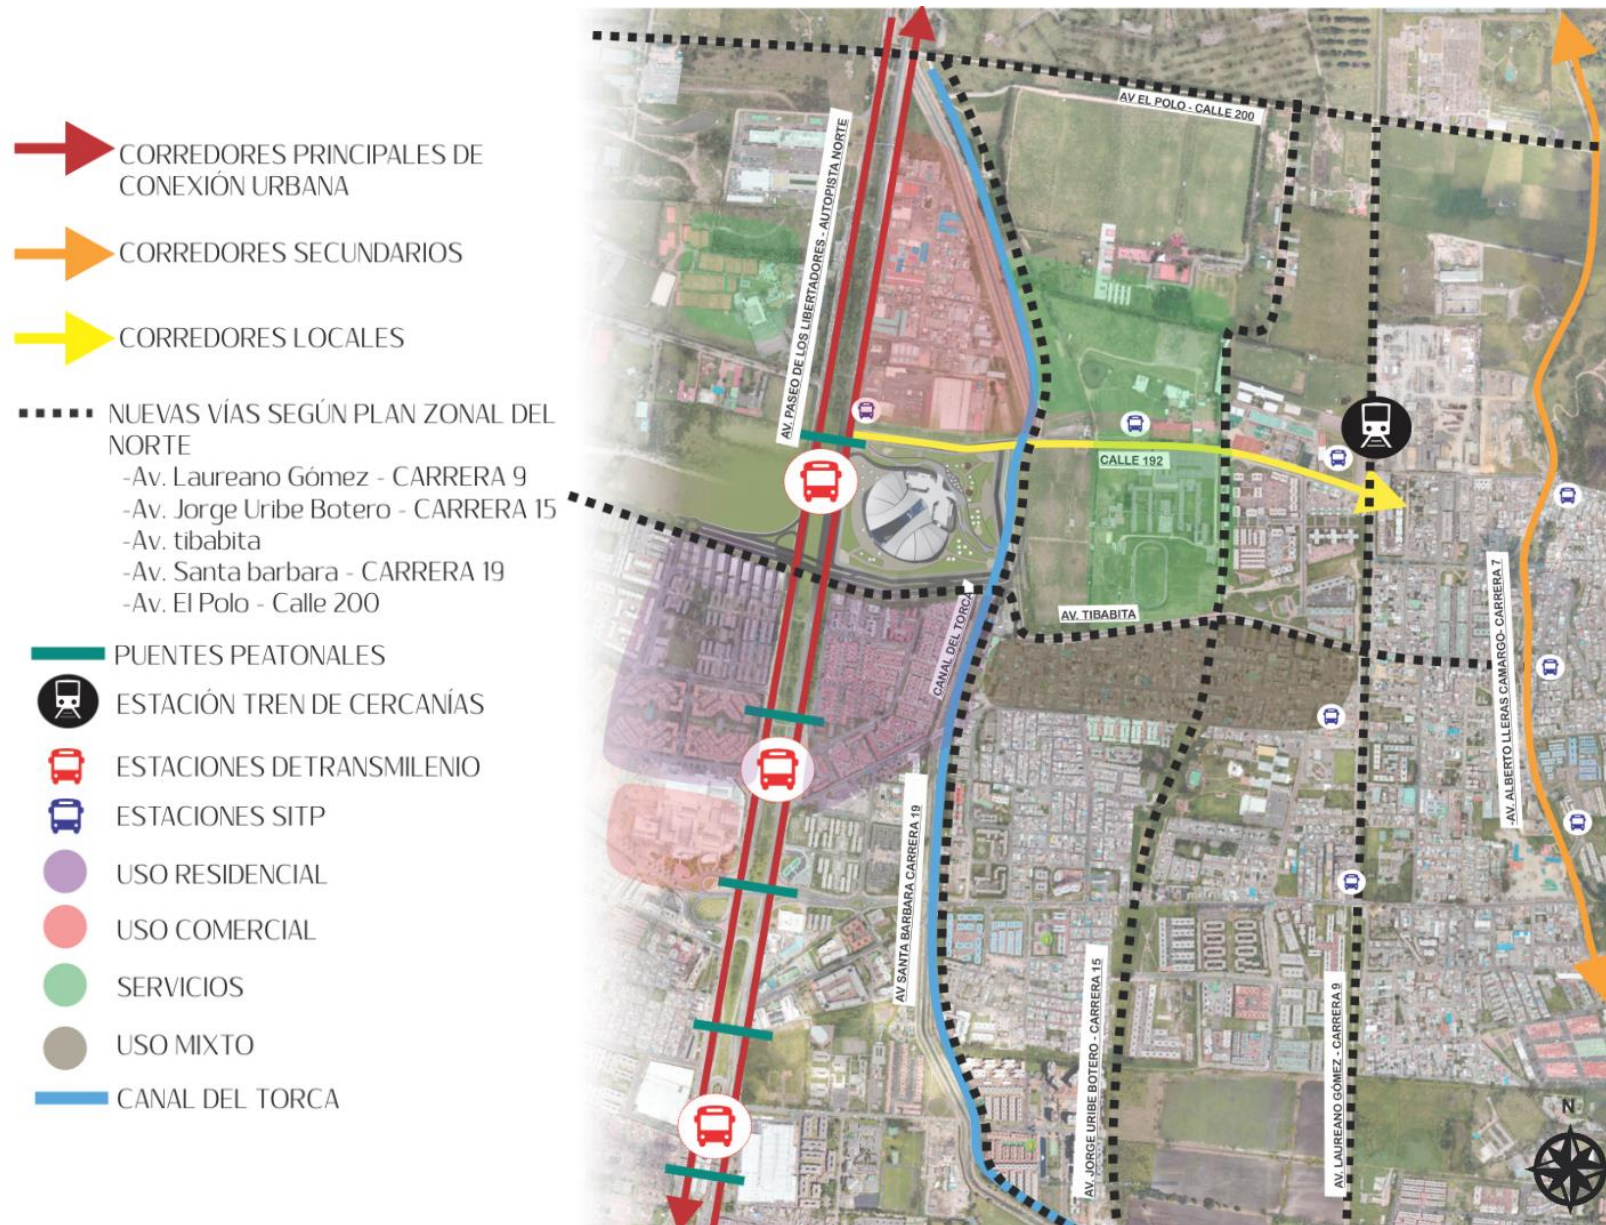 CORREDORES PRINCIPALES DE
CONEXIÓN URBANA
CORREDORES SECUNDARIOS
CORREDORES LOCALES
NUEVAS VÍAS SEGÚN PLAN ZONAL DEL
NORTE
-Av. Laureano Gómez - CARRERA 9
-Av. Jorge Uribe Botero - CARRERA 15
-Av. tibabita
-Av. Santa barbara - CARRERA 19
-Av. El Polo - Calle 200
PUENTES PEATONALES
ESTACIÓN TREN DE CERCANÍAS
ESTACIONES DETRANSMILENIO
ESTACIONES SITP
USO RESIDENCIAL
USO COMERCIAL
SERVICIOS
USO MIXTO
CANAL DEL TORCA
AV EL POLO - CALLE 200
AV. PASEO DE LOS LIBERTADORES - AUTOPISTA NORTE
CALLE 192
AV. TIBABITA
CANAL DEL TORCA
-AV. ALBERTO LLERAS CAMARGO- CARRERA 7
AV SANTA BARBARA CARRERA 19
AV. JORGE URIBE BOTERO - CARRERA 15
AV. LAUREANO GÓMEZ - CARRERA 9
N